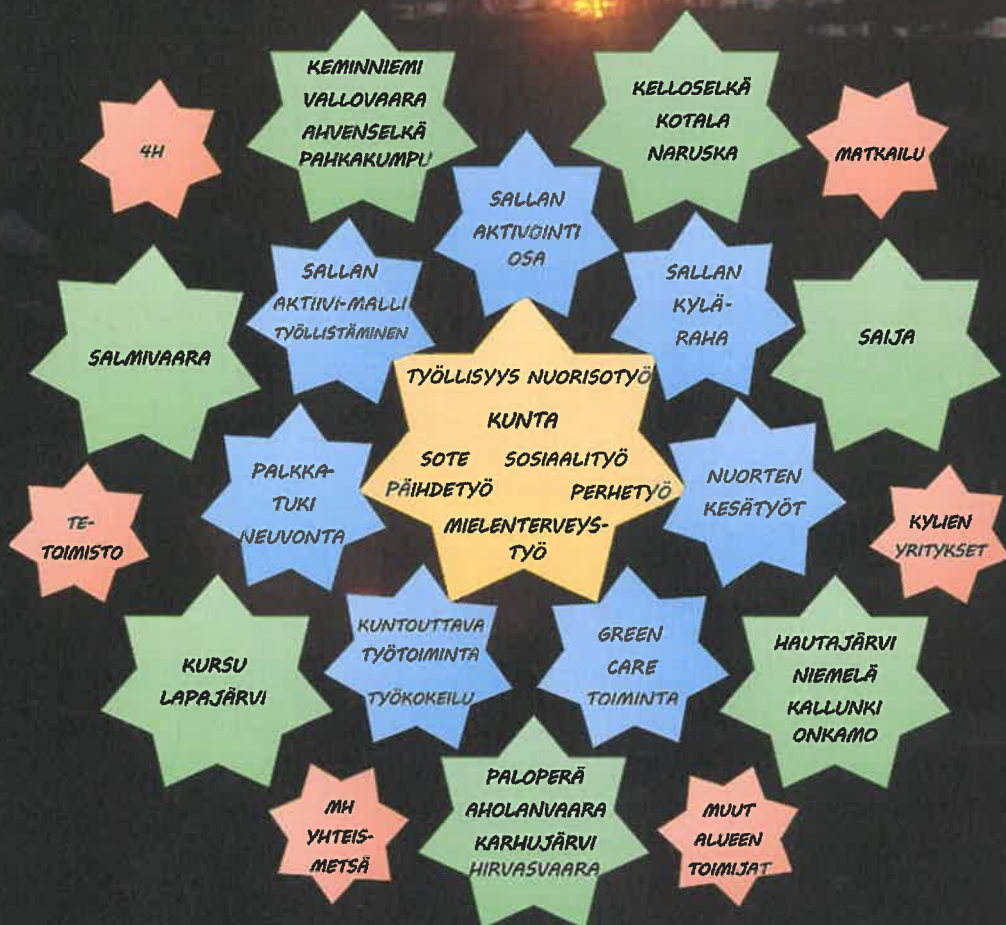 KEMINNIEMI
VALLOVAARA
AHVENSELKÄ
PAHKAKUMPU
KELLOSELKÄ
KOTALA
NARUSKA
4H
MATKAILU
SALLAN
AKTIVOINTI
OSA
SALLAN
AKTIIVI-MALLI
TYÖLLISTÄMINEN
SALLAN
KYLÄ-
RAHA
SALMIVAARA
SAIJA
TYÖLLISYYS NUORISOTYÖ
KUNTA
SOTE SOSIAALITYÖ
PÄIHDETYÖ PERHETYÖ
MIELENTERVEYS-
TYÖ
PALKKA-
TUKI
NEUVONTA
NUORTEN
KESÄTYÖT
TE-
TOIMISTO
KYLIEN
YRITYKSET
KUNTOUTTAVA
TYÖTOIMINTA
TYÖKOKEILU
GREEN
CARE
TOIMINTA
KURSU
LAPAJÄRVI
HAUTAJÄRVI
NIEMELÄ
KALLUNKI
ONKAMO
MH
YHTEIS-
METSÄ
PALOPERÄ
AHOLANVAARA
KARHUJÄRVI
HIRVASVAARA
MUUT
ALUEEN
TOIMIJAT